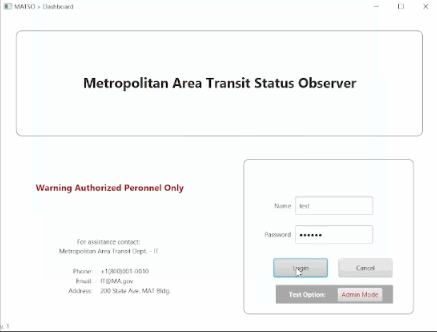 MATSO > Dashboard
Metropolitan Area Transit Status Observer
Warning Authorized Peronnel Only
Name
text
Password
••••••
For assistance contact:
Metropolitan Area Transit Dept. - IT
Phone: +1(800)001-0010
Email: IT@MA.gov
Address: 200 State Ave. MAT Bldg.
Login
Cancel
Test Option:
Admin Mode